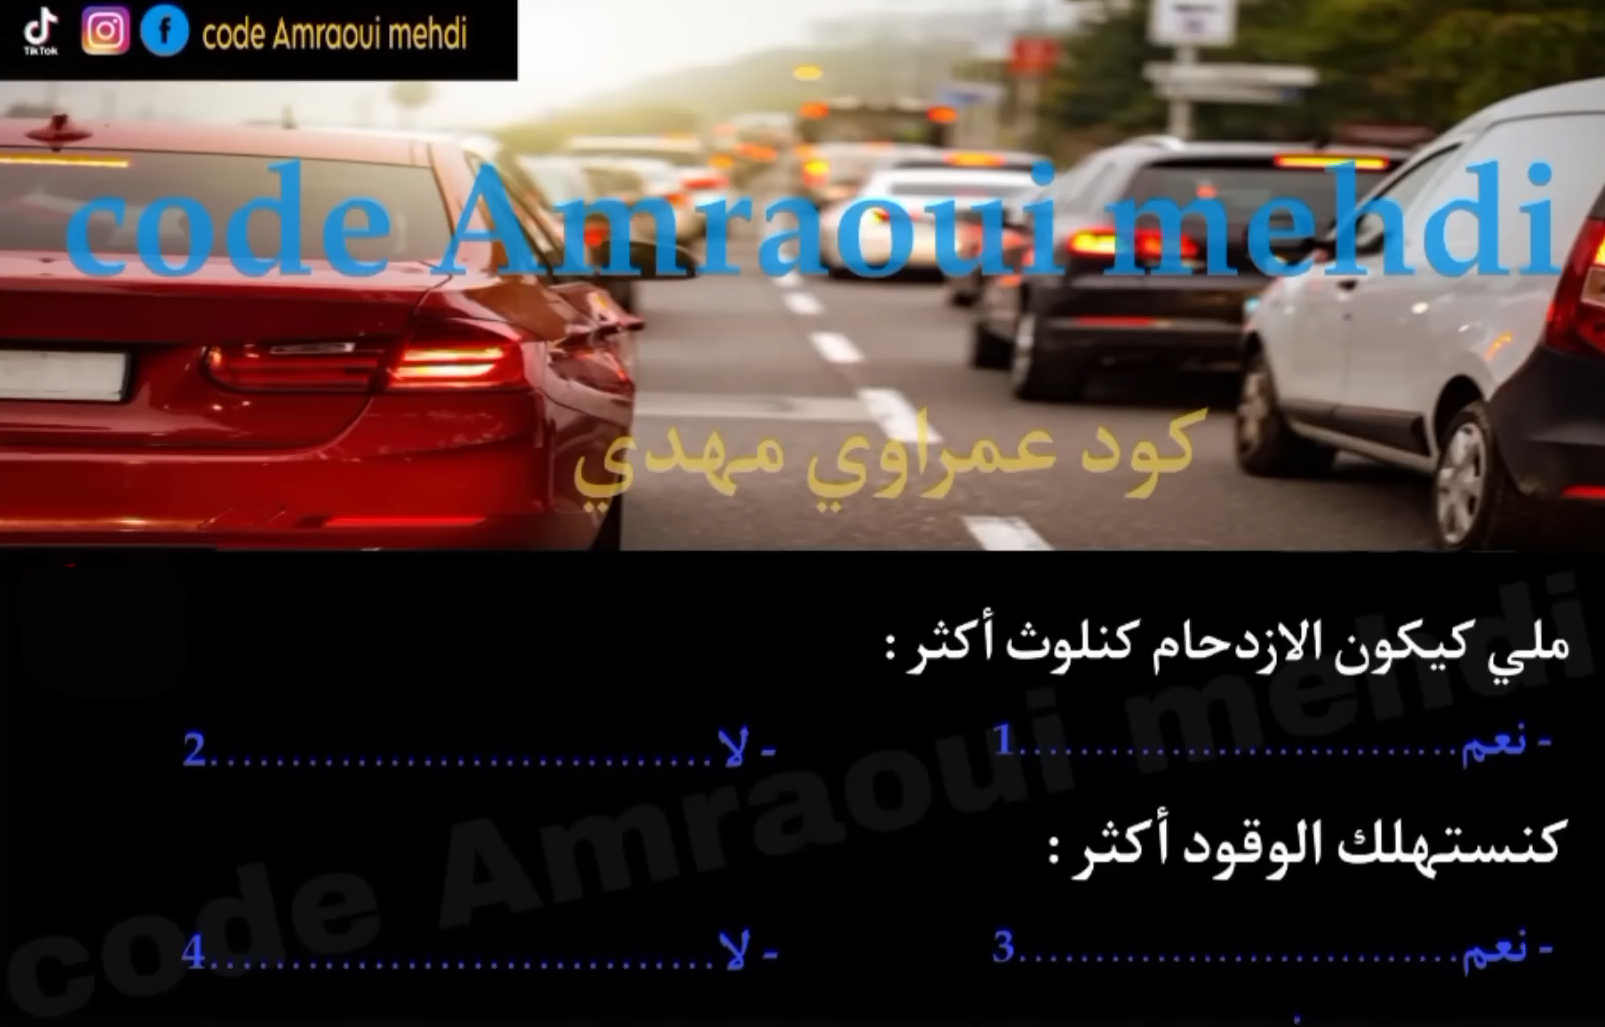 TikTok
code Amraoui mehdi
code Amraoui mehdi
كود عمراوي مهدي
ملي كيكون الازدحام كنلوث أكثر :
- نعم..............................1 - لا..............................2
كنستهلك الوقود أكثر :
- نعم..............................3 - لا..............................4
code Amraoui mehdi